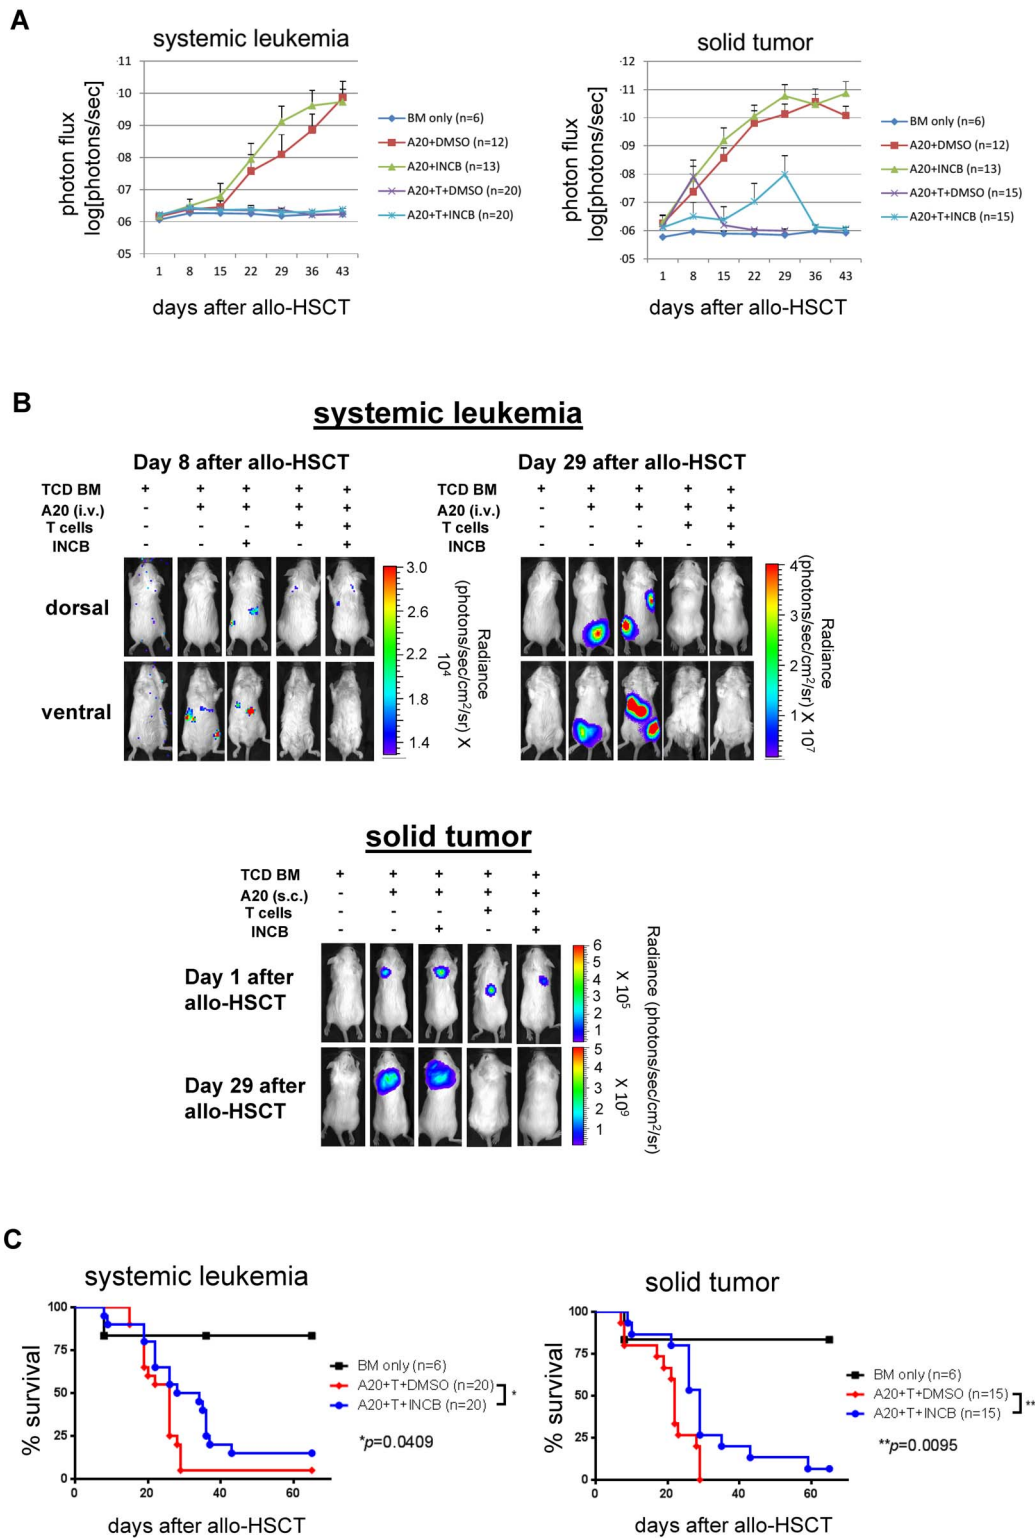 A
systemic leukemia
solid tumor
photon flux
log[photons/sec]
·11
·10
·09
·08
·07
·06
·05
1 8 15 22 29 36 43
days after allo-HSCT
BM only (n=6)
A20+DMSO (n=12)
A20+INCB (n=13)
A20+T+DMSO (n=20)
A20+T+INCB (n=20)
photon flux
log[photons/sec]
·12
·11
·10
·09
·08
·07
·06
·05
1 8 15 22 29 36 43
days after allo-HSCT
BM only (n=6)
A20+DMSO (n=12)
A20+INCB (n=13)
A20+T+DMSO (n=15)
A20+T+INCB (n=15)
B
systemic leukemia
Day 8 after allo-HSCT
TCD BM + + + + +
A20 (i.v.) - + + + +
T cells - - - + +
INCB - - + - +
dorsal
ventral
3.0
2.6
2.2
1.8
1.4
Radiance
(photons/sec/cm²/sr) X
10⁴
Day 29 after allo-HSCT
TCD BM + + + + +
A20 (i.v.) - + + + +
T cells - - - + +
INCB - - + - +
4
3
2
1
Radiance
(photons/sec/cm²/sr) X 10⁷
solid tumor
TCD BM + + + + +
A20 (s.c.) - + + + +
T cells - - - + +
INCB - - + - +
Day 1 after
allo-HSCT
6
5
4
3
2
1
X 10⁵
Day 29 after
allo-HSCT
5
4
3
2
1
X 10⁹
Radiance (photons/sec/cm²/sr)
C
systemic leukemia
% survival
100
75
50
25
0
0 20 40 60
days after allo-HSCT
BM only (n=6)
A20+T+DMSO (n=20)
A20+T+INCB (n=20)
*
*p=0.0409
solid tumor
% survival
100
75
50
25
0
0 20 40 60
days after allo-HSCT
BM only (n=6)
A20+T+DMSO (n=15)
A20+T+INCB (n=15)
**
**p=0.0095